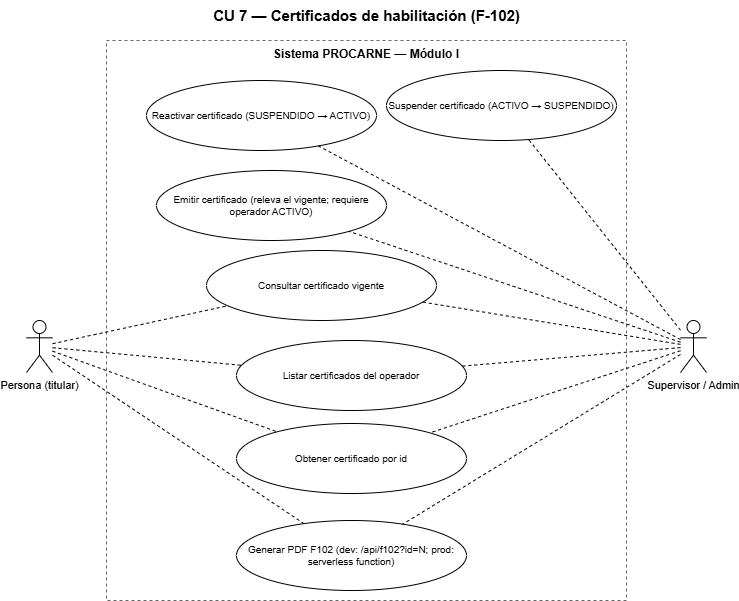 CU 7 — Certificados de habilitación (F-102)
Sistema PROCARNE — Módulo I
Reactivar certificado (SUSPENDIDO → ACTIVO)
Suspender certificado (ACTIVO → SUSPENDIDO)
Emitir certificado (releva el vigente; requiere
operador ACTIVO)
Consultar certificado vigente
Persona (titular)
Listar certificados del operador
Supervisor / Admin
Obtener certificado por id
Generar PDF F102 (dev: /api/f102?id=N; prod:
serverless function)